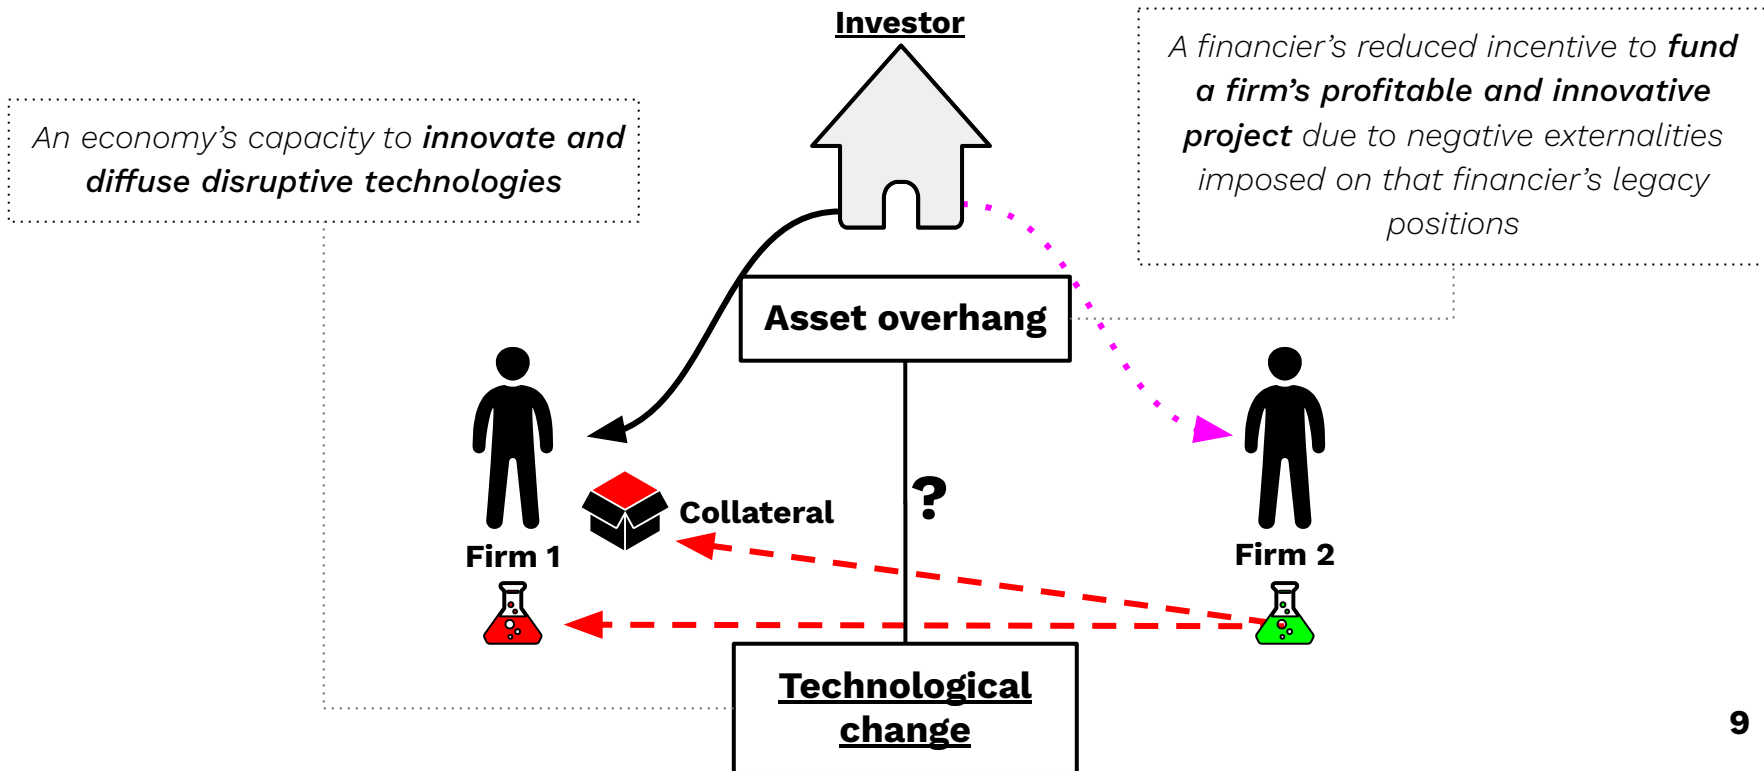 Investor
A financier’s reduced incentive to fund
a firm’s profitable and innovative
project due to negative externalities
imposed on that financier’s legacy
positions
An economy’s capacity to innovate and
diffuse disruptive technologies
Asset overhang
?
Collateral
Firm 1
Firm 2
Technological
change
9